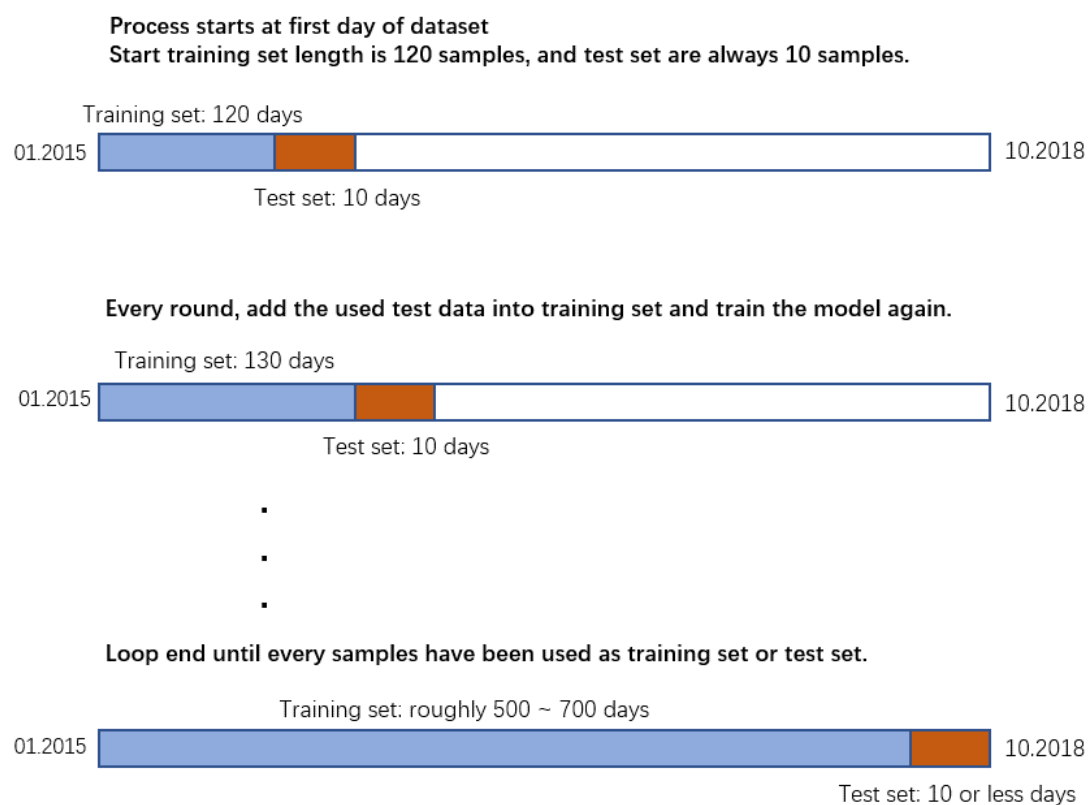 Process starts at first day of dataset
Start training set length is 120 samples, and test set are always 10 samples.
Training set: 120 days
01.2015
10.2018
Test set: 10 days
Every round, add the used test data into training set and train the model again.
Training set: 130 days
01.2015
10.2018
Test set: 10 days
Loop end until every samples have been used as training set or test set.
Training set: roughly 500 ~ 700 days
01.2015
10.2018
Test set: 10 or less days